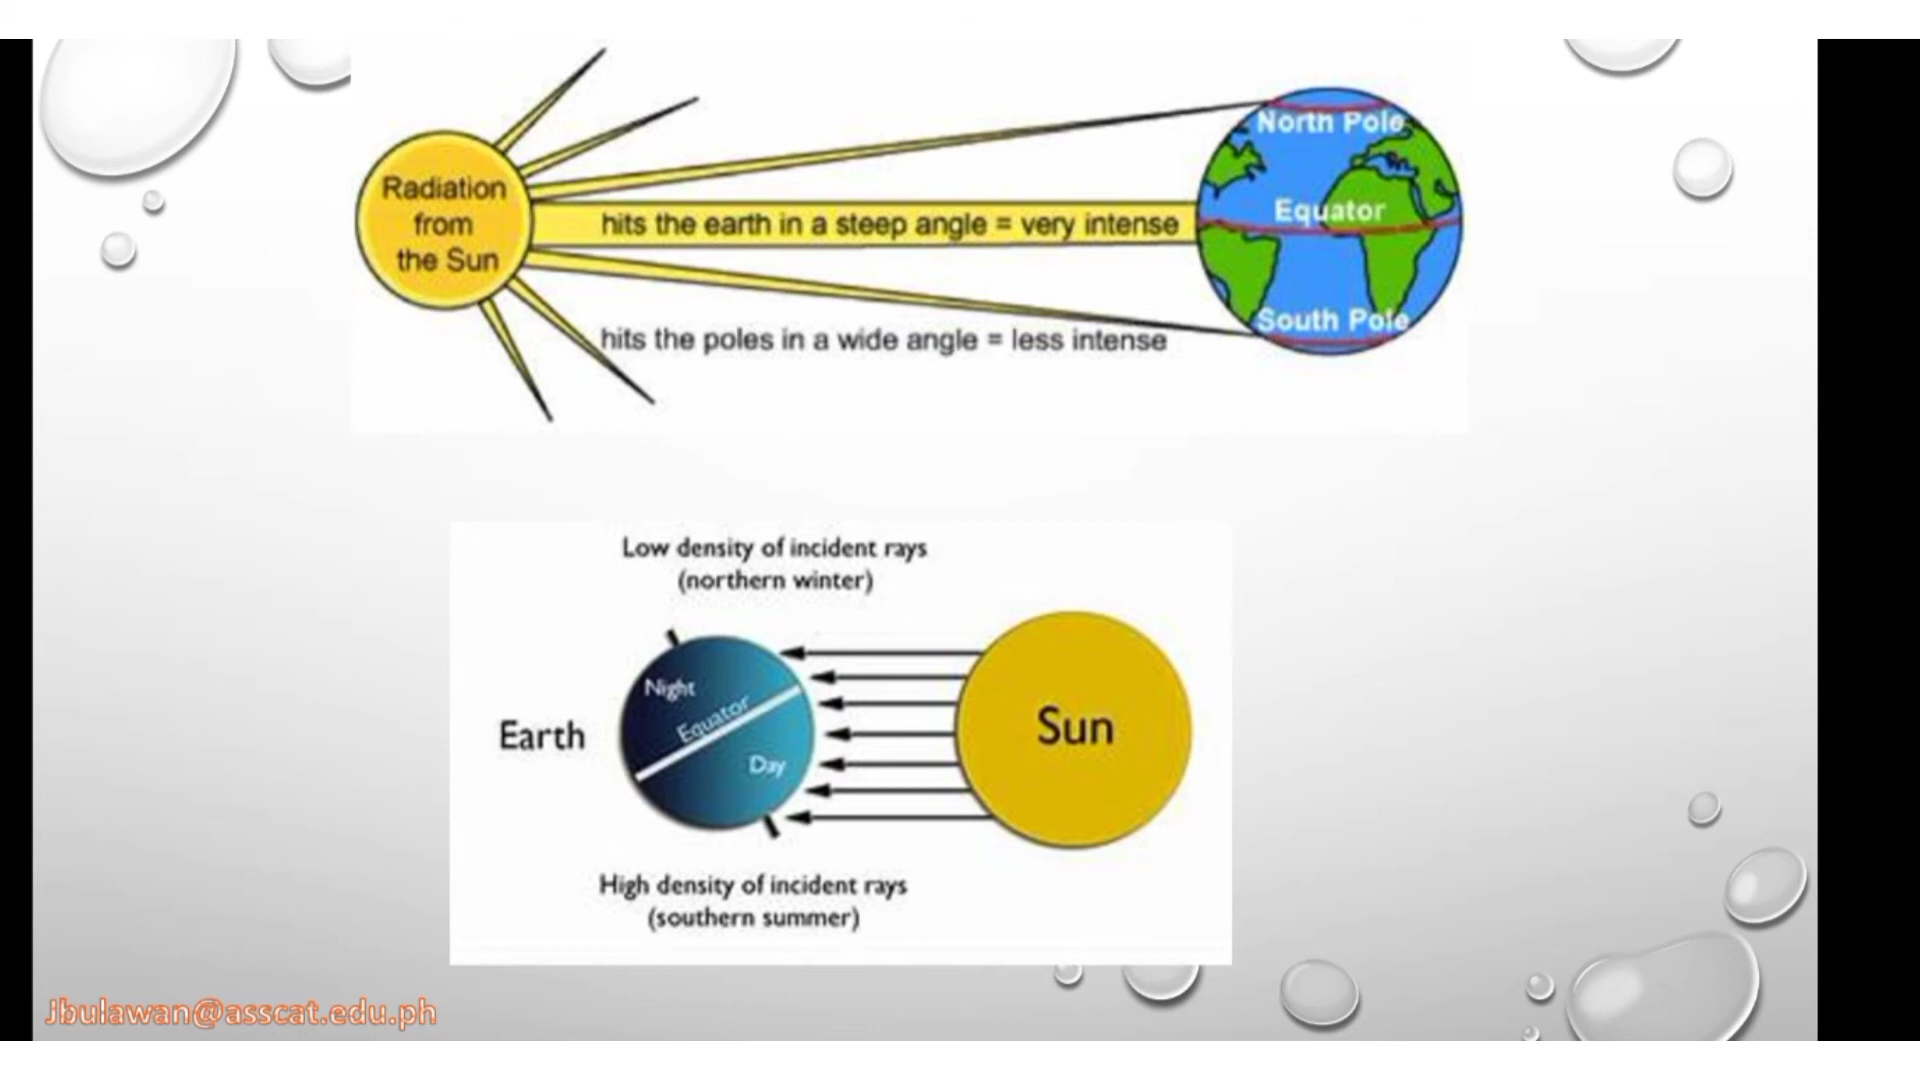 Radiation
from
the Sun
hits the earth in a steep angle = very intense
hits the poles in a wide angle = less intense
North Pole
Equator
South Pole
Low density of incident rays
(northern winter)
Night
Equator
Day
Earth
Sun
High density of incident rays
(southern summer)
Jbulawan@asscat.edu.ph